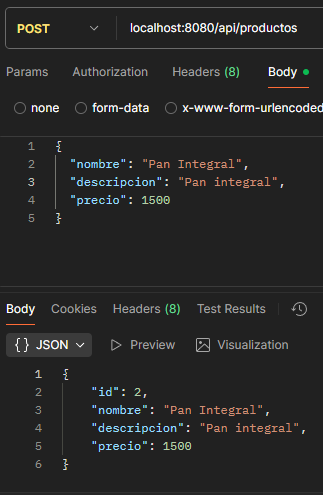 POST localhost:8080/api/productos
Params Authorization Headers (8) Body
none form-data x-www-form-urlencoded
1 {
2 "nombre": "Pan Integral",
3 "descripcion": "Pan integral",
4 "precio": 1500
5 }
Body Cookies Headers (8) Test Results
{} JSON Preview Visualization
1 {
2 "id": 2,
3 "nombre": "Pan Integral",
4 "descripcion": "Pan integral",
5 "precio": 1500
6 }